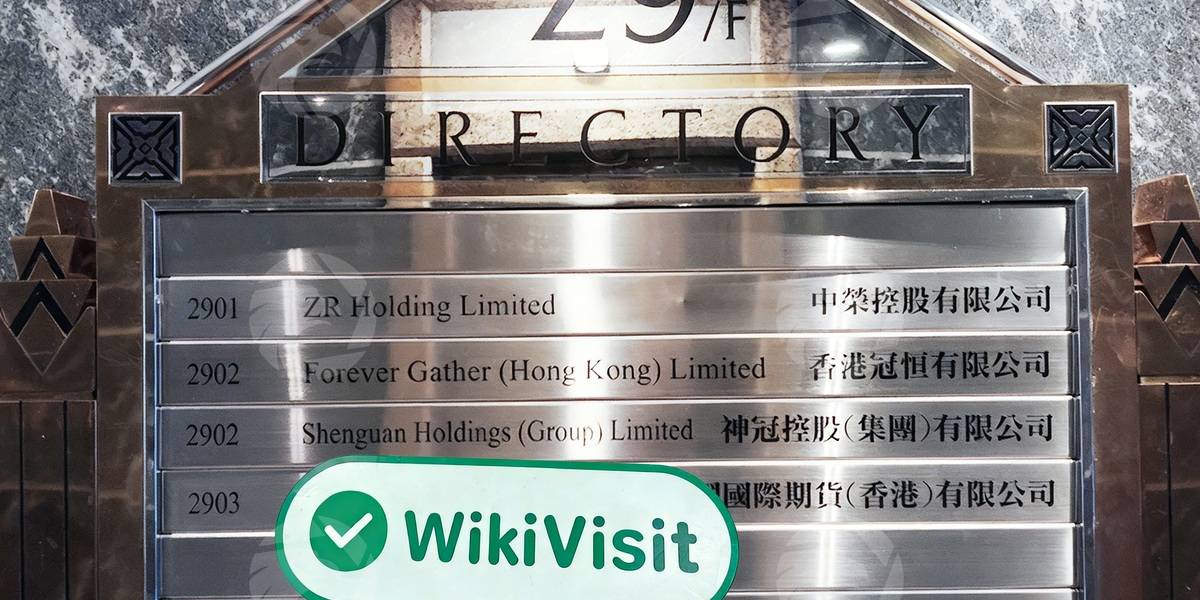 29/F
DIRECTORY
2901 ZR Holding Limited 中榮控股有限公司
2902 Forever Gather (Hong Kong) Limited 香港冠恒有限公司
2902 Shenguan Holdings (Group) Limited 神冠控股(集團)有限公司
2903 國際期貨(香港)有限公司
WikiVisit